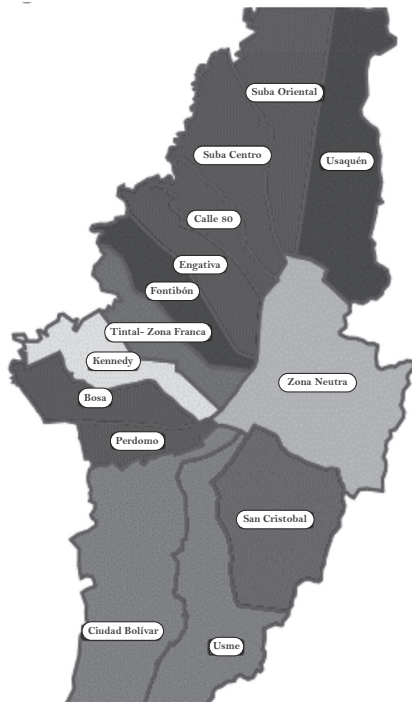 Suba Oriental
Suba Centro
Usaquén
Calle 80
Engativa
Fontibón
Tintal- Zona Franca
Kennedy
Zona Neutra
Bosa
Perdomo
San Cristobal
Ciudad Bolívar
Usme